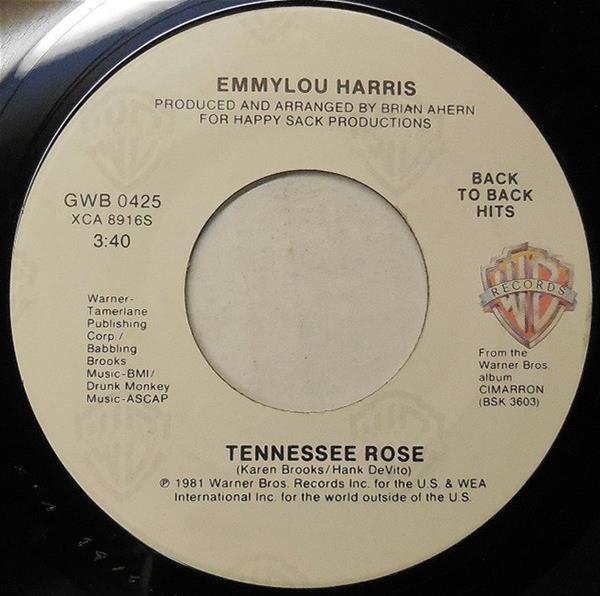 EMMYLOU HARRIS
PRODUCED AND ARRANGED BY BRIAN AHERN
FOR HAPPY SACK PRODUCTIONS
GWB 0425
XCA 8916S
3:40
BACK
TO BACK
HITS
WB
RECORDS
Warner-
Tamerlane
Publishing
Corp./
Babbling
Brooks
Music-BMI/
Drunk Monkey
Music-ASCAP
From the
Warner Bros.
album
CIMARRON
(BSK 3603)
TENNESSEE ROSE
(Karen Brooks/Hank DeVito)
℗ 1981 Warner Bros. Records Inc. for the U.S. & WEA
International Inc. for the world outside of the U.S.